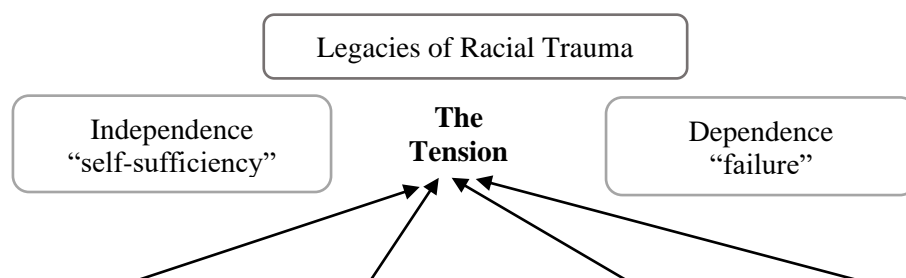 Legacies of Racial Trauma
Independence
“self-sufficiency”
The
Tension
Dependence
“failure”